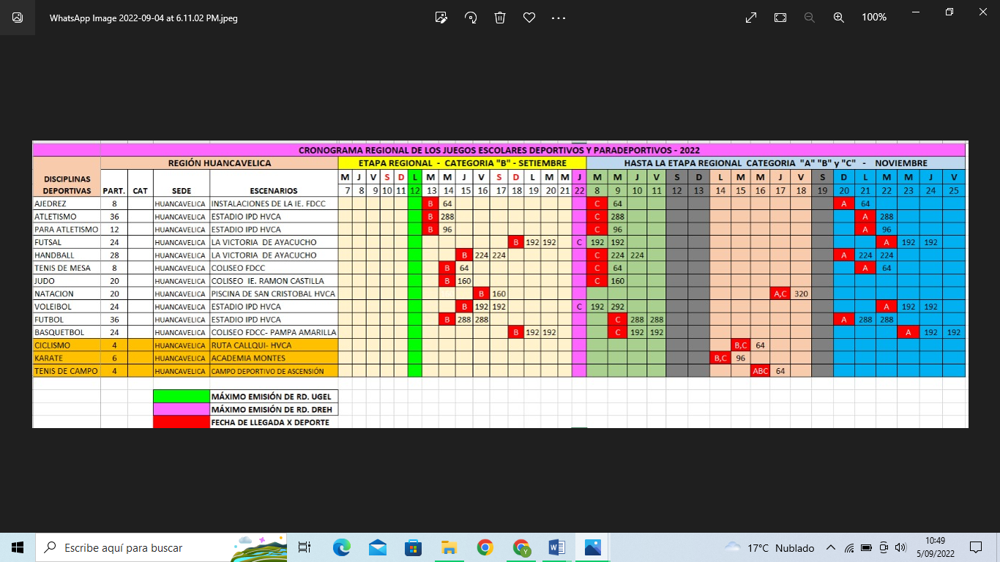 WhatsApp Image 2022-09-04 at 6.11.02 PM.jpeg
100%
CRONOGRAMA REGIONAL DE LOS JUEGOS ESCOLARES DEPORTIVOS Y PARADEPORTIVOS - 2022
DISCIPLINAS DEPORTIVAS REGIÓN HUANCAVELICA ETAPA REGIONAL - CATEGORIA "B" - SETIEMBRE HASTA LA ETAPA REGIONAL CATEGORIA "A" "B" y "C" - NOVIEMBRE
M J V S D L M M J V S D L M M J M M J V S D L M M J V S D L M M J V
PART. CAT SEDE ESCENARIOS 7 8 9 10 11 12 13 14 15 16 17 18 19 20 21 22 8 9 10 11 12 13 14 15 16 17 18 19 20 21 22 23 24 25
AJEDREZ 8 HUANCAVELICA INSTALACIONES DE LA IE. FDCC B 64 C 64 A 64
ATLETISMO 36 HUANCAVELICA ESTADIO IPD HVCA B 288 C 288 A 288
PARA ATLETISMO 12 HUANCAVELICA ESTADIO IPD HVCA B 96 C 96 A 96
FUTSAL 24 HUANCAVELICA LA VICTORIA DE AYACUCHO B 192 192 C 192 192 A 192 192
HANDBALL 28 HUANCAVELICA LA VICTORIA DE AYACUCHO B 224 224 C 224 224 A 224 224
TENIS DE MESA 8 HUANCAVELICA COLISEO FDCC B 64 C 64 A 64
JUDO 20 HUANCAVELICA COLISEO IE. RAMON CASTILLA B 160 C 160
NATACION 20 HUANCAVELICA PISCINA DE SAN CRISTOBAL HVCA B 160 A,C 320
VOLEIBOL 24 HUANCAVELICA ESTADIO IPD HVCA B 192 192 C 192 292 A 192 192
FUTBOL 36 HUANCAVELICA ESTADIO IPD HVCA B 288 288 C 288 288 A 288 288
BASQUETBOL 24 HUANCAVELICA COLISEO FDCC- PAMPA AMARILLA B 192 192 C 192 192 A 192 192
CICLISMO 4 HUANCAVELICA RUTA CALLQUI- HVCA B,C 64
KARATE 6 HUANCAVELICA ACADEMIA MONTES B,C 96
TENIS DE CAMPO 4 HUANCAVELICA CAMPO DEPORTIVO DE ASCENSIÓN ABC 64
MÁXIMO EMISIÓN DE RD. UGEL
MÁXIMO EMISIÓN DE RD. DREH
FECHA DE LLEGADA X DEPORTE
Escribe aquí para buscar
17°C Nublado
10:49
5/09/2022